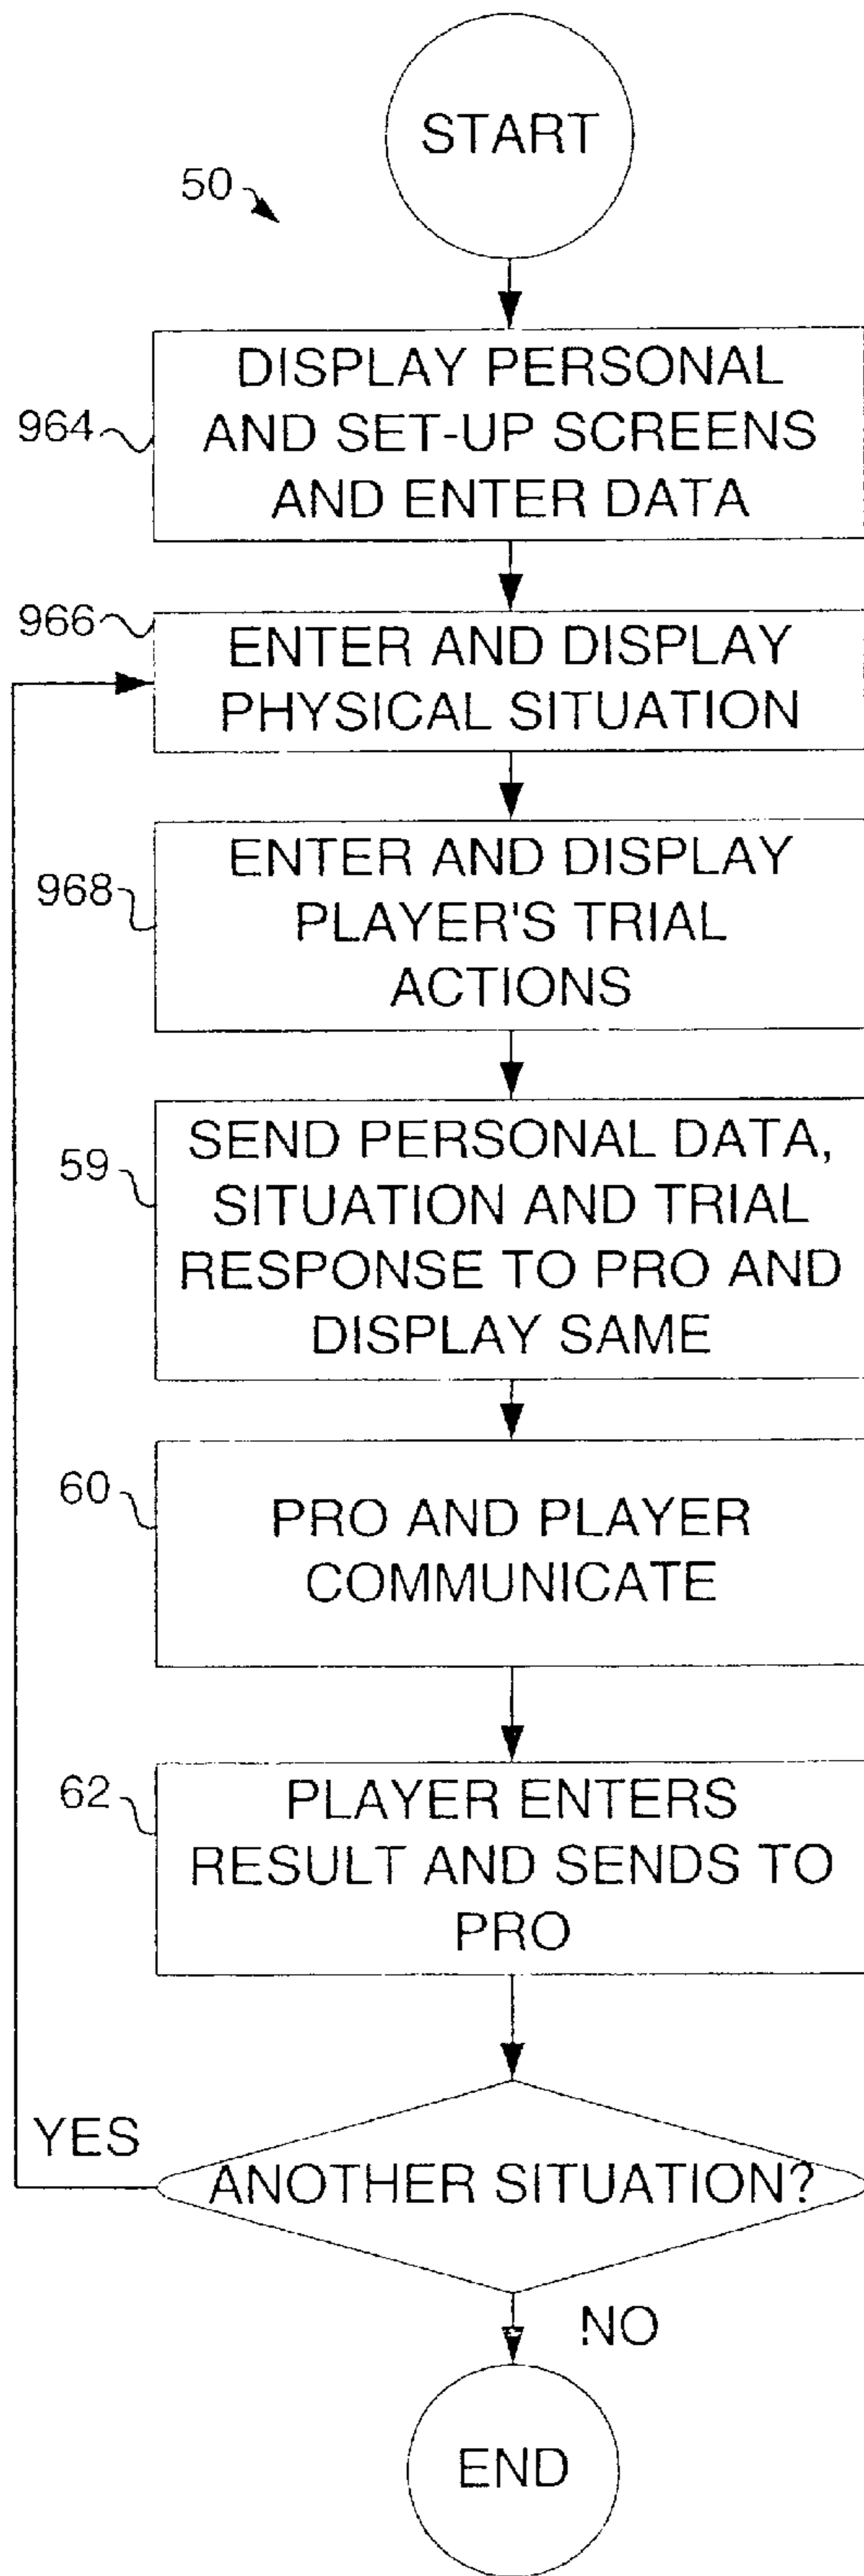 START
50
964
DISPLAY PERSONAL
AND SET-UP SCREENS
AND ENTER DATA
966
ENTER AND DISPLAY
PHYSICAL SITUATION
968
ENTER AND DISPLAY
PLAYER'S TRIAL
ACTIONS
59
SEND PERSONAL DATA,
SITUATION AND TRIAL
RESPONSE TO PRO AND
DISPLAY SAME
60
PRO AND PLAYER
COMMUNICATE
62
PLAYER ENTERS
RESULT AND SENDS TO
PRO
YES
ANOTHER SITUATION?
NO
END